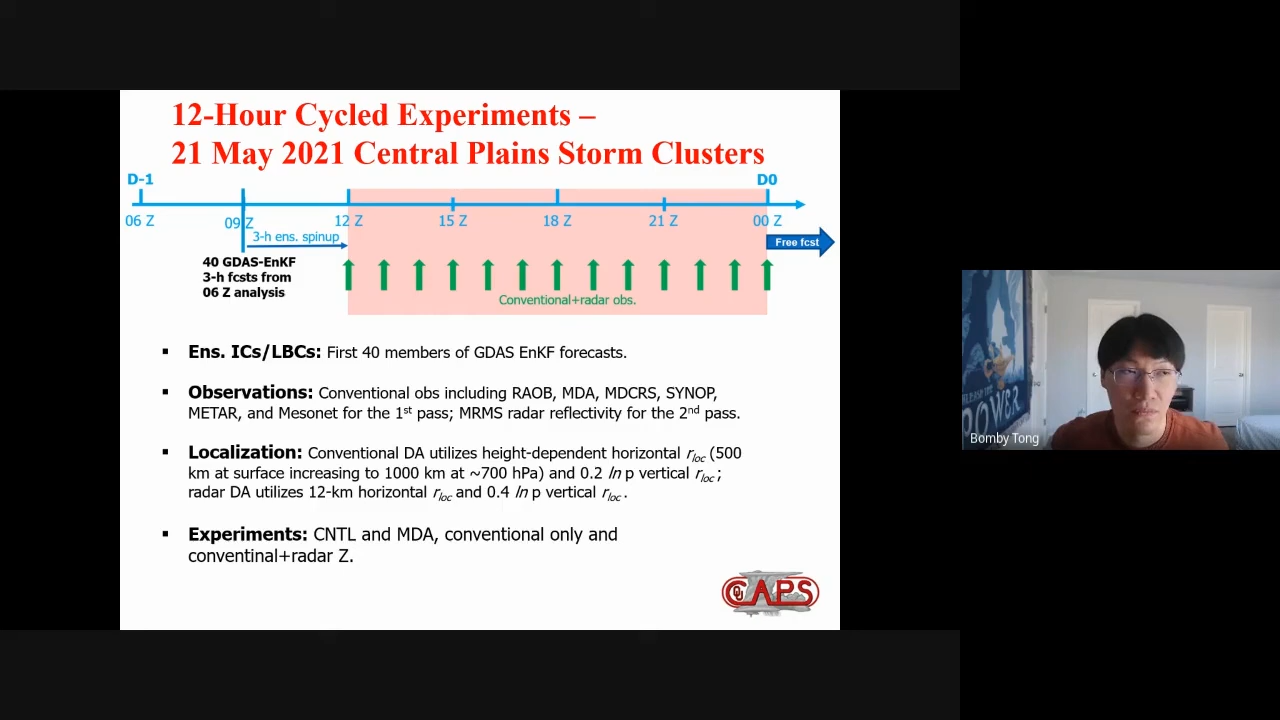 12-Hour Cycled Experiments –
21 May 2021 Central Plains Storm Clusters
D-1
D0
06 Z
09 Z
12 Z
15 Z
18 Z
21 Z
00 Z
3-h ens. spinup
Free fcst
40 GDAS-EnKF
3-h fcsts from
06 Z analysis
Conventional+radar obs.
▪ Ens. ICs/LBCs: First 40 members of GDAS EnKF forecasts.
▪ Observations: Conventional obs including RAOB, MDA, MDCRS, SYNOP,
METAR, and Mesonet for the 1st pass; MRMS radar reflectivity for the 2nd pass.
▪ Localization: Conventional DA utilizes height-dependent horizontal rloc (500
km at surface increasing to 1000 km at ~700 hPa) and 0.2 ln p vertical rloc;
radar DA utilizes 12-km horizontal rloc and 0.4 ln p vertical rloc.
▪ Experiments: CNTL and MDA, conventional only and
conventinal+radar Z.
OU CAPS
POWER
Bomby Tong